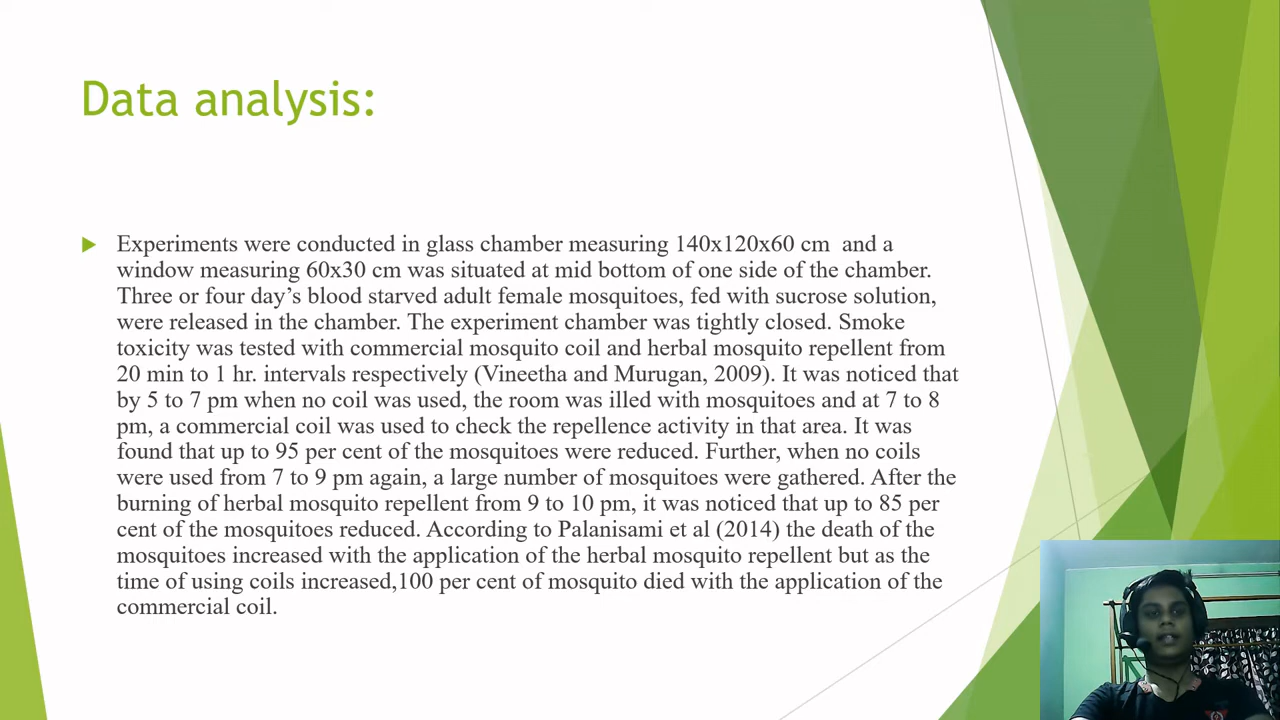 Data analysis:
Experiments were conducted in glass chamber measuring 140x120x60 cm  and a
window measuring 60x30 cm was situated at mid bottom of one side of the chamber.
Three or four day’s blood starved adult female mosquitoes, fed with sucrose solution,
were released in the chamber. The experiment chamber was tightly closed. Smoke
toxicity was tested with commercial mosquito coil and herbal mosquito repellent from
20 min to 1 hr. intervals respectively (Vineetha and Murugan, 2009). It was noticed that
by 5 to 7 pm when no coil was used, the room was illed with mosquitoes and at 7 to 8
pm, a commercial coil was used to check the repellence activity in that area. It was
found that up to 95 per cent of the mosquitoes were reduced. Further, when no coils
were used from 7 to 9 pm again, a large number of mosquitoes were gathered. After the
burning of herbal mosquito repellent from 9 to 10 pm, it was noticed that up to 85 per
cent of the mosquitoes reduced. According to Palanisami et al (2014) the death of the
mosquitoes increased with the application of the herbal mosquito repellent but as the
time of using coils increased,100 per cent of mosquito died with the application of the
commercial coil.